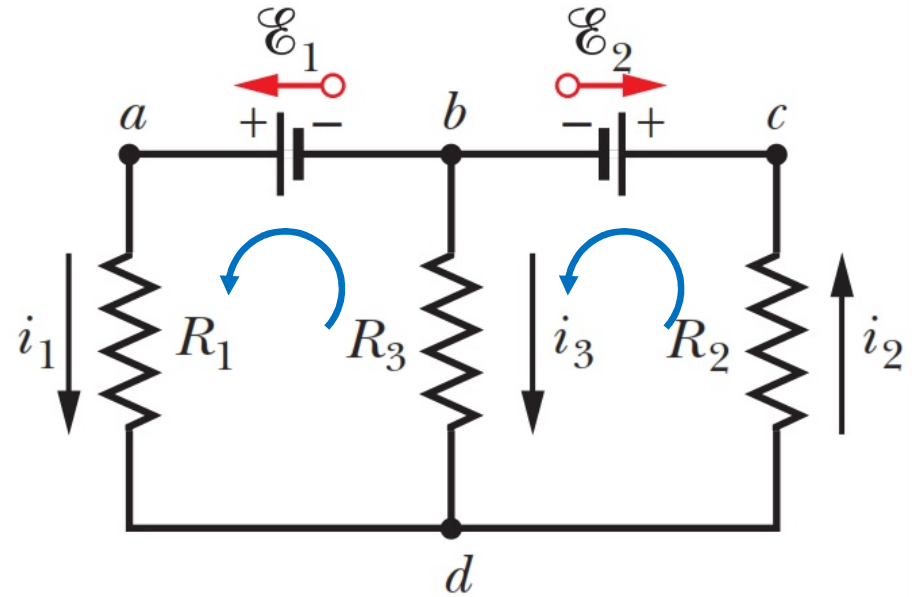 ℰ₁ ℰ₂
a + − b − + c
i₁ R₁ R₃ i₃ R₂ i₂
d